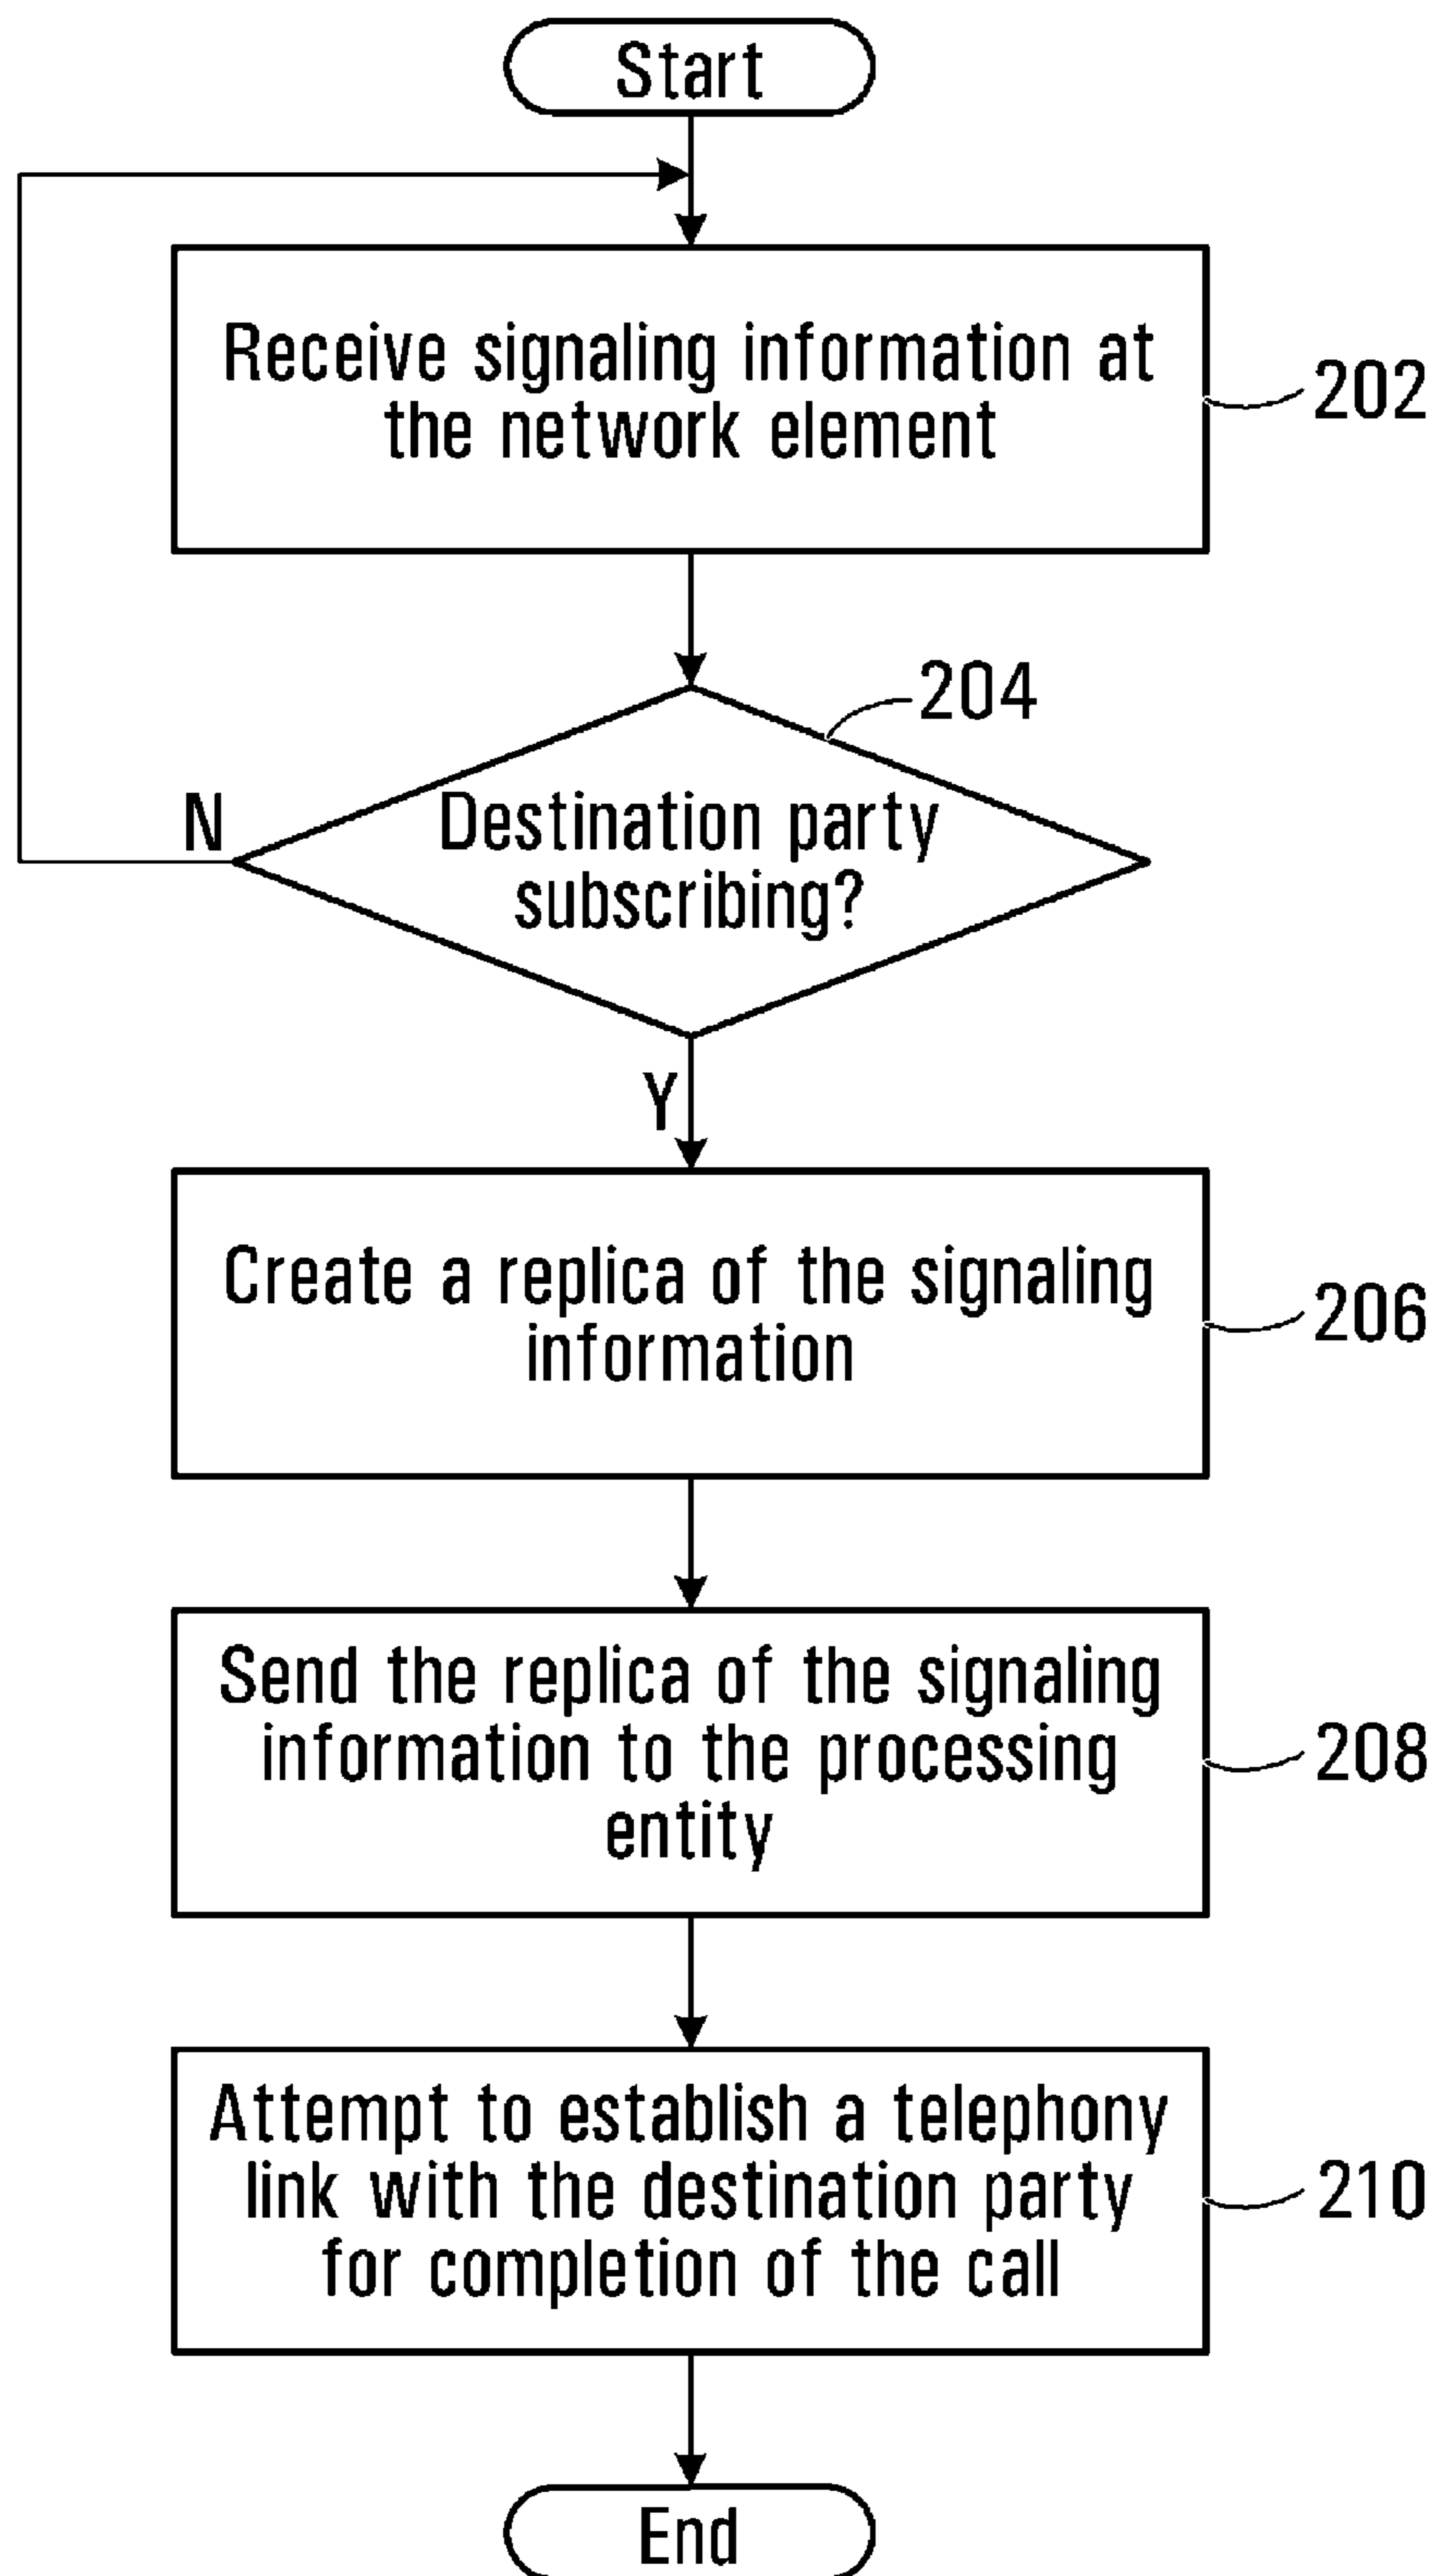 Start
Receive signaling information at
the network element
202
204
Destination party
subscribing?
N
Y
Create a replica of the signaling
information
206
Send the replica of the signaling
information to the processing
entity
208
Attempt to establish a telephony
link with the destination party
for completion of the call
210
End